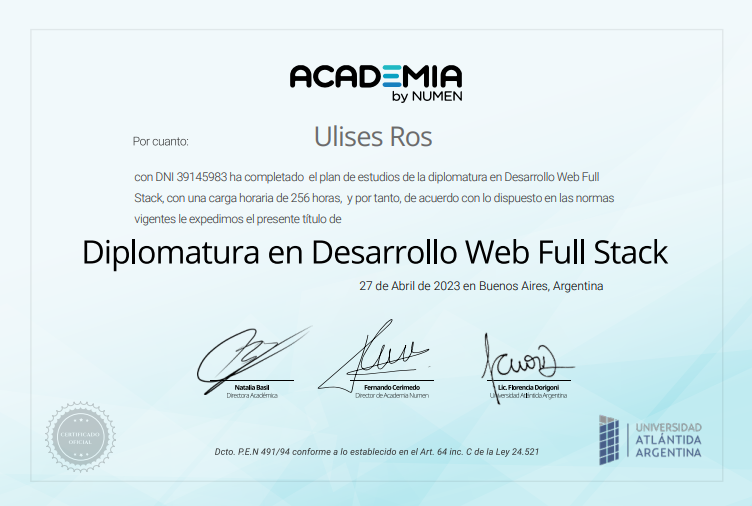 ACADEMIA
by NUMEN
Por cuanto:
Ulises Ros
con DNI 39145983 ha completado el plan de estudios de la diplomatura en Desarrollo Web Full
Stack, con una carga horaria de 256 horas, y por tanto, de acuerdo con lo dispuesto en las normas
vigentes le expedimos el presente título de
Diplomatura en Desarrollo Web Full Stack
27 de Abril de 2023 en Buenos Aires, Argentina
Natalia Basil
Directora Académica
Fernando Cerimedo
Director de Academia Numen
Lic. Florencia Dorigoni
Universidad Atlántida Argentina
CERTIFICADO
OFICIAL
Dcto. P.E.N 491/94 conforme a lo establecido en el Art. 64 inc. C de la Ley 24.521
UNIVERSIDAD
ATLÁNTIDA
ARGENTINA